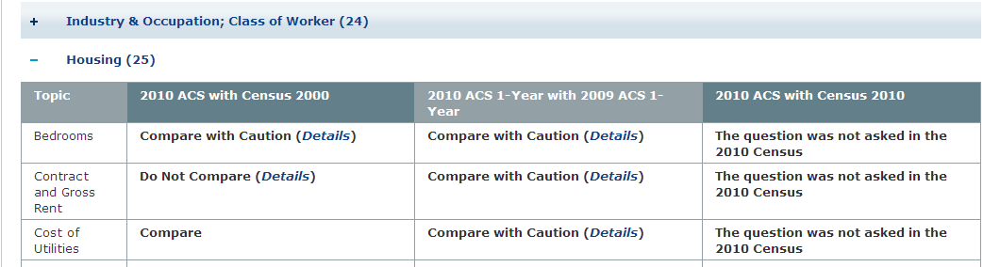 + Industry & Occupation; Class of Worker (24)
− Housing (25)
Topic 2010 ACS with Census 2000 2010 ACS 1-Year with 2009 ACS 1- 2010 ACS with Census 2010
Year
Bedrooms Compare with Caution (Details) Compare with Caution (Details) The question was not asked in the
2010 Census
Contract Do Not Compare (Details) Compare with Caution (Details) The question was not asked in the
and Gross 2010 Census
Rent
Cost of Compare Compare with Caution (Details) The question was not asked in the
Utilities 2010 Census